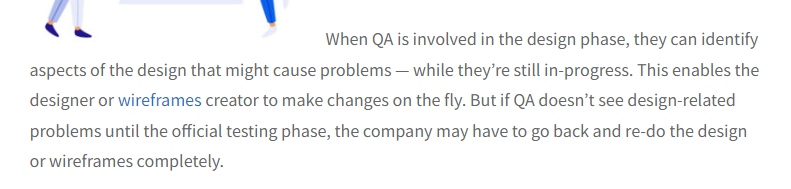 When QA is involved in the design phase, they can identify
aspects of the design that might cause problems — while they’re still in-progress. This enables the
designer or wireframes creator to make changes on the fly. But if QA doesn’t see design-related
problems until the official testing phase, the company may have to go back and re-do the design
or wireframes completely.